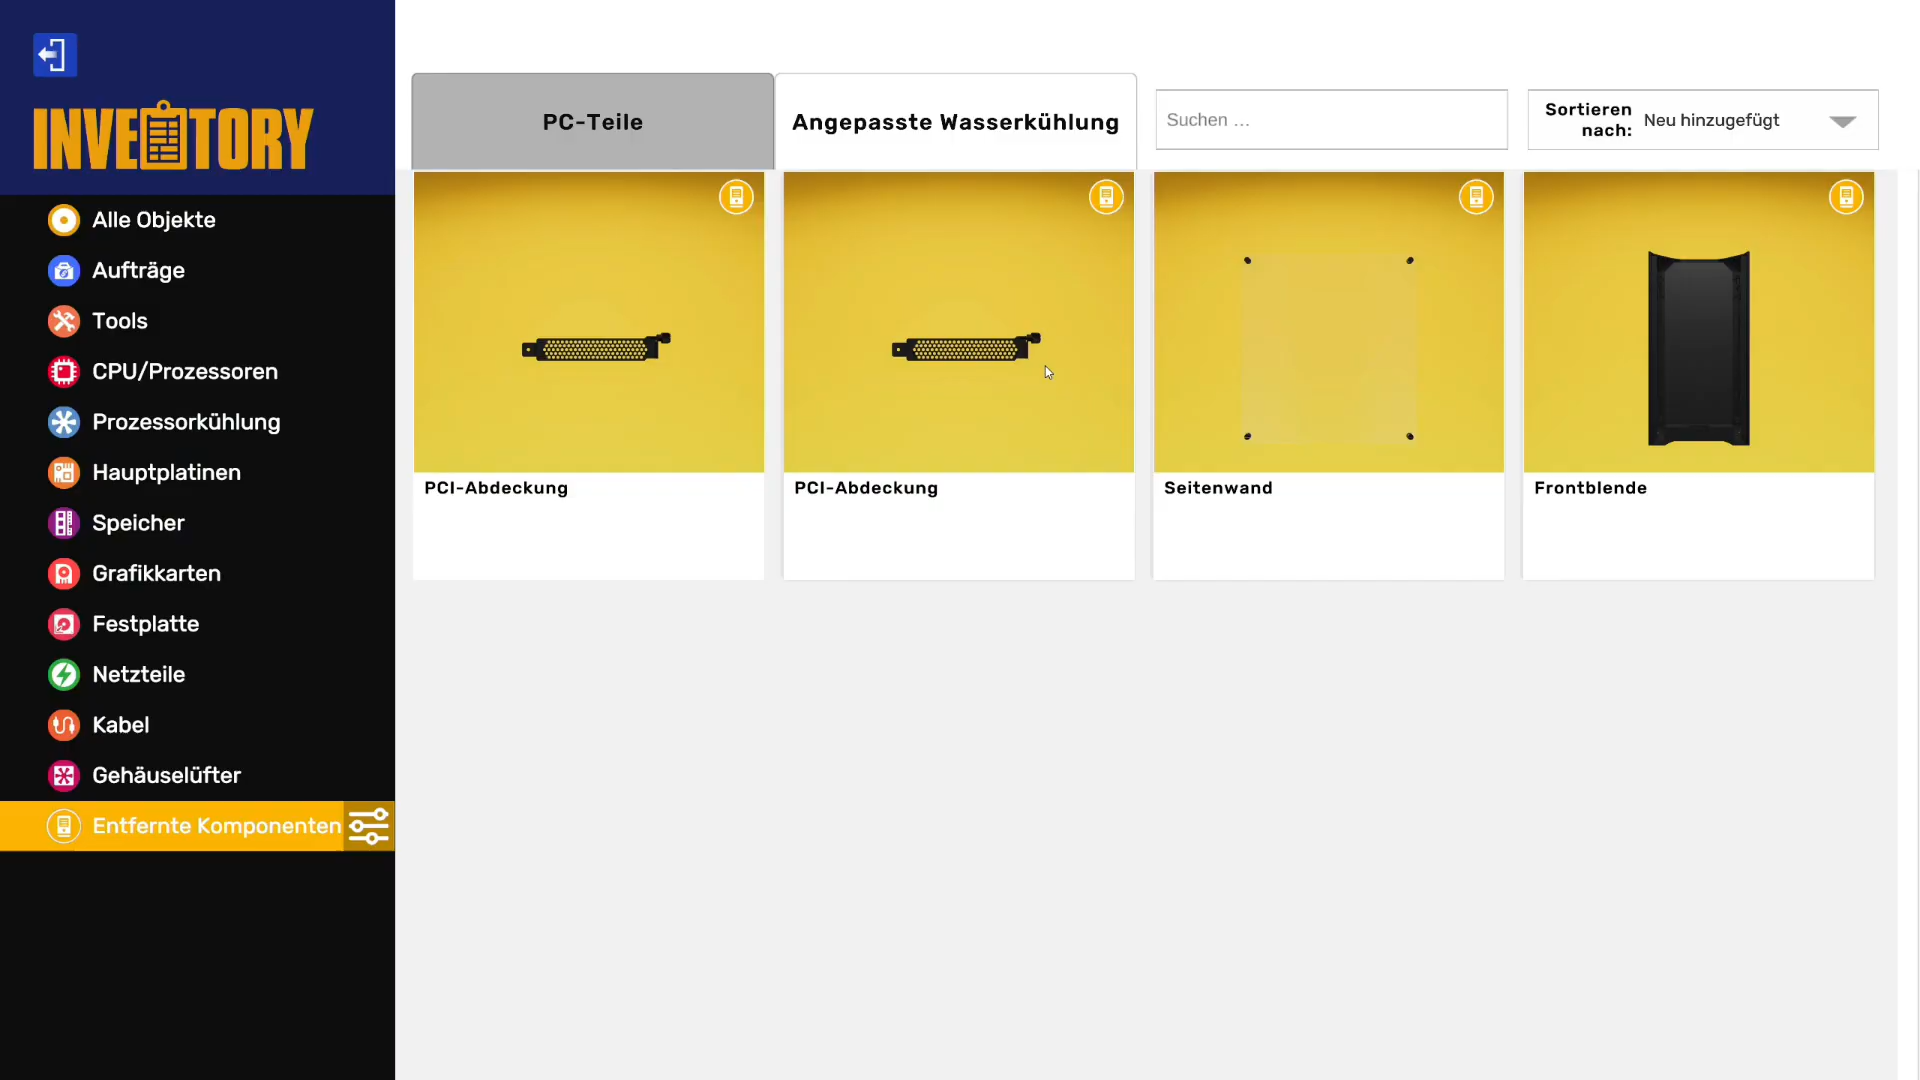 INVENTORY
Alle Objekte
Aufträge
Tools
CPU/Prozessoren
Prozessorkühlung
Hauptplatinen
Speicher
Grafikkarten
Festplatte
Netzteile
Kabel
Gehäuselüfter
Entfernte Komponenten
PC-Teile
Angepasste Wasserkühlung
Suchen ...
Sortieren
nach:
Neu hinzugefügt
PCI-Abdeckung
PCI-Abdeckung
Seitenwand
Frontblende